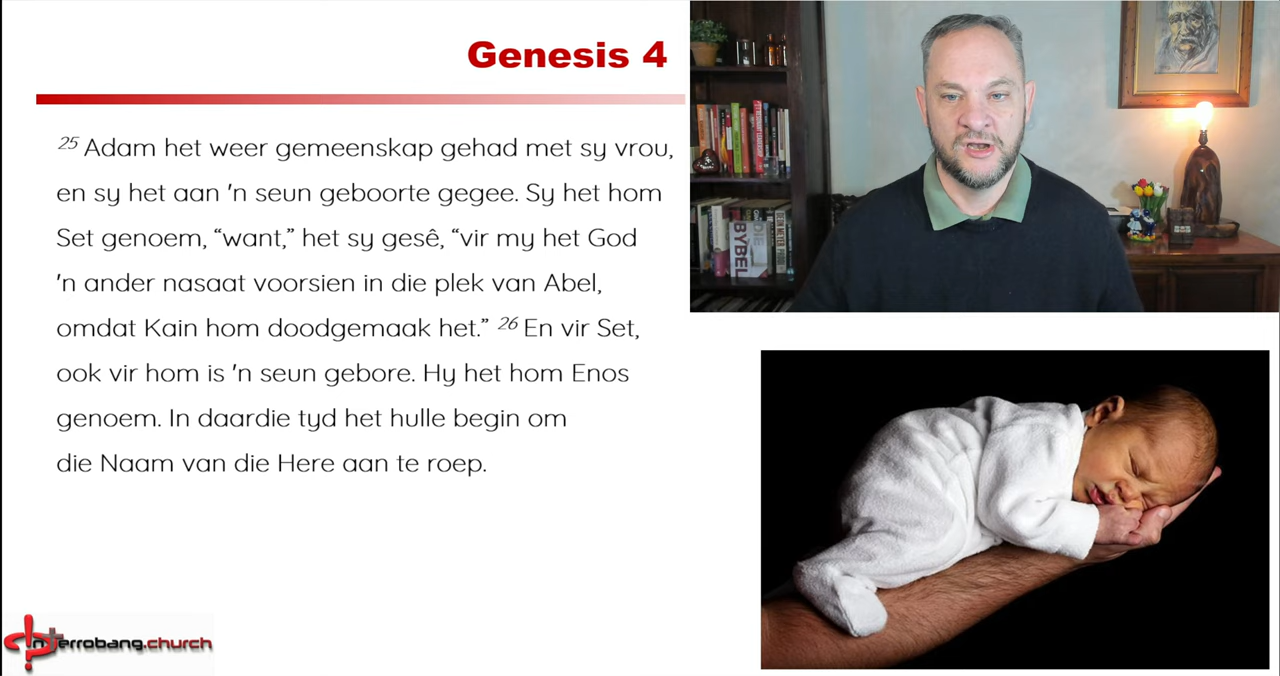 Genesis 4
25 Adam het weer gemeenskap gehad met sy vrou,
en sy het aan 'n seun geboorte gegee. Sy het hom
Set genoem, “want,” het sy gesê, “vir my het God
'n ander nasaat voorsien in die plek van Abel,
omdat Kain hom doodgemaak het.” 26 En vir Set,
ook vir hom is 'n seun gebore. Hy het hom Enos
genoem. In daardie tyd het hulle begin om
die Naam van die Here aan te roep.
BYBEL
interrobang.church